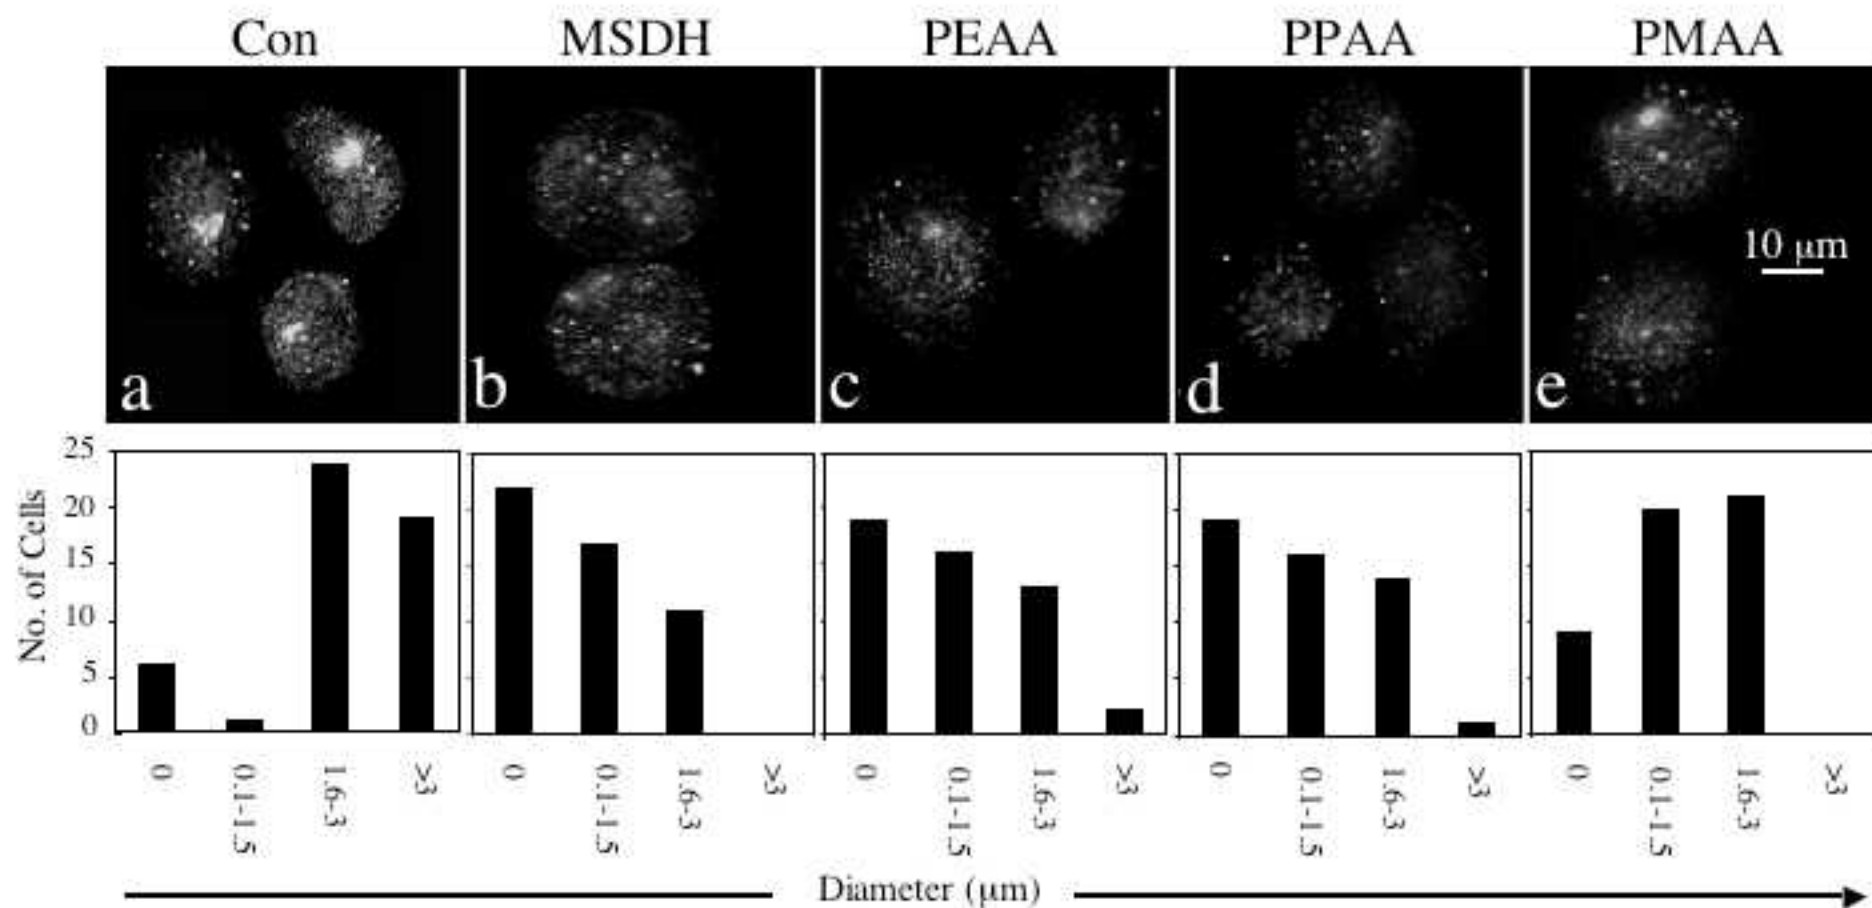 Con MSDH PEAA PPAA PMAA
10 μm
a b c d e
No. of Cells
25
20
15
10
5
0
0 0.1-1.5 1.6-3 >3 0 0.1-1.5 1.6-3 >3 0 0.1-1.5 1.6-3 >3 0 0.1-1.5 1.6-3 >3 0 0.1-1.5 1.6-3 >3
Diameter (μm)